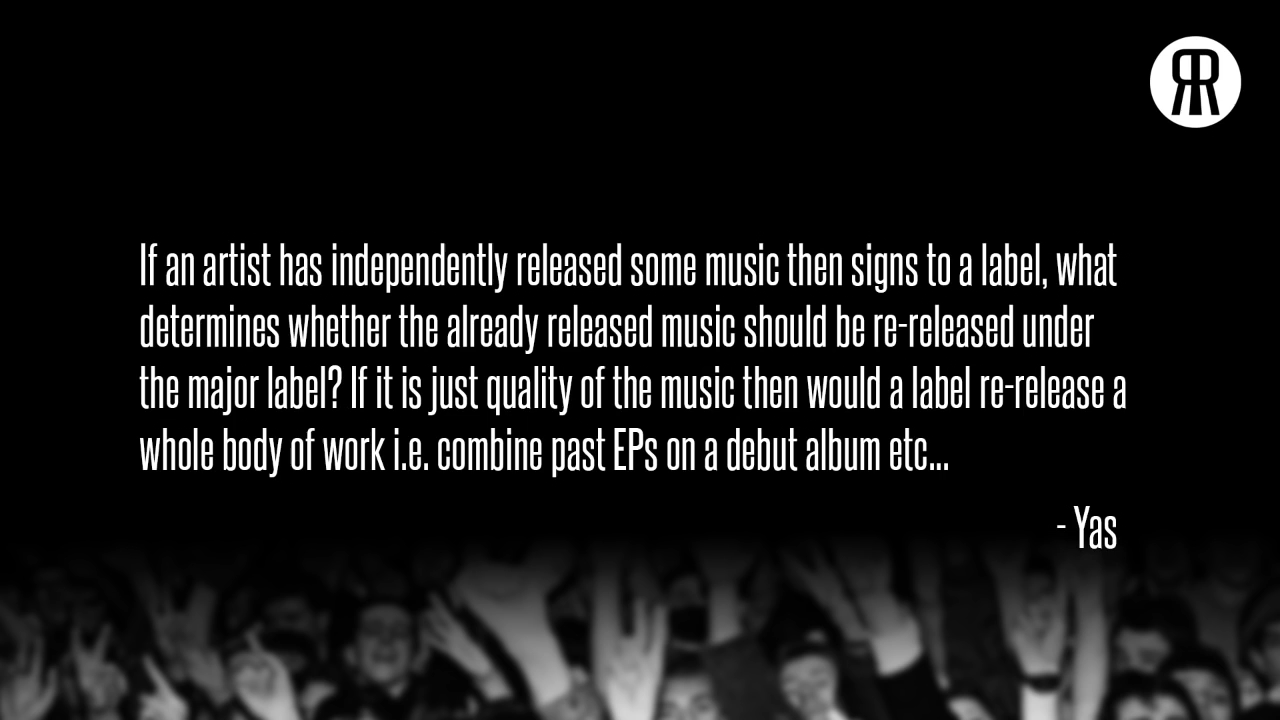 If an artist has independently released some music then signs to a label, what
determines whether the already released music should be re-released under
the major label? If it is just quality of the music then would a label re-release a
whole body of work i.e. combine past EPs on a debut album etc...
- Yas